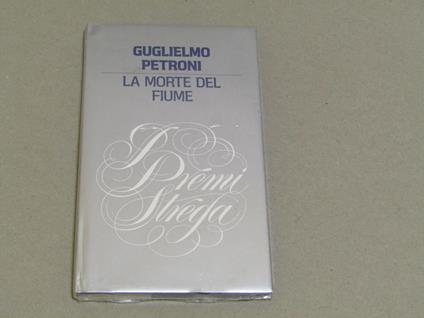 GUGLIELMO
PETRONI
LA MORTE DEL
FIUME
I
Premi
Strega